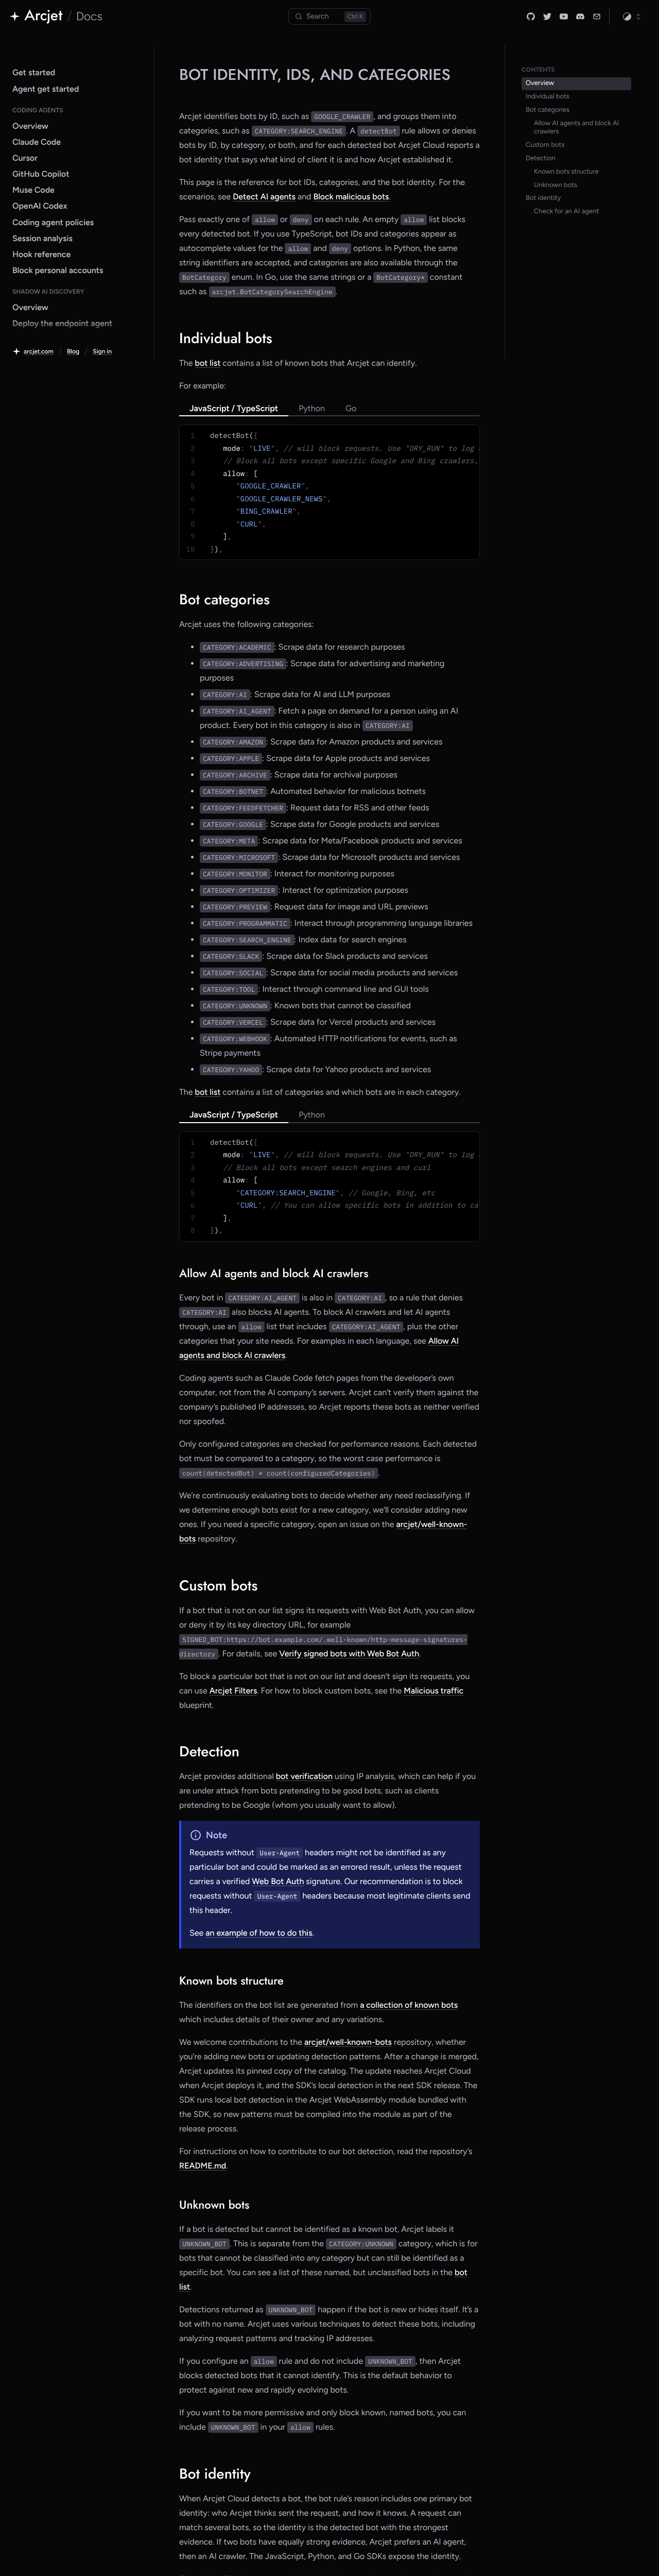 Arcjet / Docs
Search Ctrl K
Get started
Agent get started
CODING AGENTS
Overview
Claude Code
Cursor
GitHub Copilot
Muse Code
OpenAI Codex
Coding agent policies
Session analysis
Hook reference
Block personal accounts
SHADOW AI DISCOVERY
Overview
Deploy the endpoint agent
arcjet.com / Blog / Sign in
CONTENTS
Overview
Individual bots
Bot categories
Allow AI agents and block AI
crawlers
Custom bots
Detection
Known bots structure
Unknown bots
Bot identity
Check for an AI agent
BOT IDENTITY, IDS, AND CATEGORIES
Arcjet identifies bots by ID, such as GOOGLE_CRAWLER, and groups them into
categories, such as CATEGORY:SEARCH_ENGINE. A detectBot rule allows or denies
bots by ID, by category, or both, and for each detected bot Arcjet Cloud reports a
bot identity that says what kind of client it is and how Arcjet established it.
This page is the reference for bot IDs, categories, and the bot identity. For the
scenarios, see Detect AI agents and Block malicious bots.
Pass exactly one of allow or deny on each rule. An empty allow list blocks
every detected bot. If you use TypeScript, bot IDs and categories appear as
autocomplete values for the allow and deny options. In Python, the same
string identifiers are accepted, and categories are also available through the
BotCategory enum. In Go, use the same strings or a BotCategory* constant
such as arcjet.BotCategorySearchEngine.
Individual bots
The bot list contains a list of known bots that Arcjet can identify.
For example:
JavaScript / TypeScript Python Go
1 detectBot({
2 mode: "LIVE", // will block requests. Use "DRY_RUN" to log
3 // Block all bots except specific Google and Bing crawlers,
4 allow: [
5 "GOOGLE_CRAWLER",
6 "GOOGLE_CRAWLER_NEWS",
7 "BING_CRAWLER",
8 "CURL",
9 ],
10 }),
Bot categories
Arcjet uses the following categories:
CATEGORY:ACADEMIC: Scrape data for research purposes
CATEGORY:ADVERTISING: Scrape data for advertising and marketing
purposes
CATEGORY:AI: Scrape data for AI and LLM purposes
CATEGORY:AI_AGENT: Fetch a page on demand for a person using an AI
product. Every bot in this category is also in CATEGORY:AI
CATEGORY:AMAZON: Scrape data for Amazon products and services
CATEGORY:APPLE: Scrape data for Apple products and services
CATEGORY:ARCHIVE: Scrape data for archival purposes
CATEGORY:BOTNET: Automated behavior for malicious botnets
CATEGORY:FEEDFETCHER: Request data for RSS and other feeds
CATEGORY:GOOGLE: Scrape data for Google products and services
CATEGORY:META: Scrape data for Meta/Facebook products and services
CATEGORY:MICROSOFT: Scrape data for Microsoft products and services
CATEGORY:MONITOR: Interact for monitoring purposes
CATEGORY:OPTIMIZER: Interact for optimization purposes
CATEGORY:PREVIEW: Request data for image and URL previews
CATEGORY:PROGRAMMATIC: Interact through programming language libraries
CATEGORY:SEARCH_ENGINE: Index data for search engines
CATEGORY:SLACK: Scrape data for Slack products and services
CATEGORY:SOCIAL: Scrape data for social media products and services
CATEGORY:TOOL: Interact through command line and GUI tools
CATEGORY:UNKNOWN: Known bots that cannot be classified
CATEGORY:VERCEL: Scrape data for Vercel products and services
CATEGORY:WEBHOOK: Automated HTTP notifications for events, such as
Stripe payments
CATEGORY:YAHOO: Scrape data for Yahoo products and services
The bot list contains a list of categories and which bots are in each category.
JavaScript / TypeScript Python
1 detectBot({
2 mode: "LIVE", // will block requests. Use "DRY_RUN" to log
3 // Block all bots except search engines and curl
4 allow: [
5 "CATEGORY:SEARCH_ENGINE", // Google, Bing, etc
6 "CURL", // You can allow specific bots in addition to ca
7 ],
8 }),
Allow AI agents and block AI crawlers
Every bot in CATEGORY:AI_AGENT is also in CATEGORY:AI, so a rule that denies
CATEGORY:AI also blocks AI agents. To block AI crawlers and let AI agents
through, use an allow list that includes CATEGORY:AI_AGENT, plus the other
categories that your site needs. For examples in each language, see Allow AI
agents and block AI crawlers.
Coding agents such as Claude Code fetch pages from the developer's own
computer, not from the AI company's servers. Arcjet can't verify them against the
company's published IP addresses, so Arcjet reports these bots as neither verified
nor spoofed.
Only configured categories are checked for performance reasons. Each detected
bot must be compared to a category, so the worst case performance is
count(detectedBot) * count(configuredCategories).
We're continuously evaluating bots to decide whether any need reclassifying. If
we determine enough bots exist for a new category, we'll consider adding new
ones. If you need a specific category, open an issue on the arcjet/well-known-
bots repository.
Custom bots
If a bot that is not on our list signs its requests with Web Bot Auth, you can allow
or deny it by its key directory URL, for example
SIGNED_BOT:https://bot.example.com/.well-known/http-message-signatures-
directory. For details, see Verify signed bots with Web Bot Auth.
To block a particular bot that is not on our list and doesn't sign its requests, you
can use Arcjet Filters. For how to block custom bots, see the Malicious traffic
blueprint.
Detection
Arcjet provides additional bot verification using IP analysis, which can help if you
are under attack from bots pretending to be good bots, such as clients
pretending to be Google (whom you usually want to allow).
Note
Requests without User-Agent headers might not be identified as any
particular bot and could be marked as an errored result, unless the request
carries a verified Web Bot Auth signature. Our recommendation is to block
requests without User-Agent headers because most legitimate clients send
this header.
See an example of how to do this.
Known bots structure
The identifiers on the bot list are generated from a collection of known bots
which includes details of their owner and any variations.
We welcome contributions to the arcjet/well-known-bots repository, whether
you're adding new bots or updating detection patterns. After a change is merged,
Arcjet updates its pinned copy of the catalog. The update reaches Arcjet Cloud
when Arcjet deploys it, and the SDK's local detection in the next SDK release. The
SDK runs local bot detection in the Arcjet WebAssembly module bundled with
the SDK, so new patterns must be compiled into the module as part of the
release process.
For instructions on how to contribute to our bot detection, read the repository's
README.md.
Unknown bots
If a bot is detected but cannot be identified as a known bot, Arcjet labels it
UNKNOWN_BOT. This is separate from the CATEGORY:UNKNOWN category, which is for
bots that cannot be classified into any category but can still be identified as a
specific bot. You can see a list of these named, but unclassified bots in the bot
list.
Detections returned as UNKNOWN_BOT happen if the bot is new or hides itself. It's a
bot with no name. Arcjet uses various techniques to detect these bots, including
analyzing request patterns and tracking IP addresses.
If you configure an allow rule and do not include UNKNOWN_BOT, then Arcjet
blocks detected bots that it cannot identify. This is the default behavior to
protect against new and rapidly evolving bots.
If you want to be more permissive and only block known, named bots, you can
include UNKNOWN_BOT in your allow rules.
Bot identity
When Arcjet Cloud detects a bot, the bot rule's reason includes one primary bot
identity: who Arcjet thinks sent the request, and how it knows. A request can
match several bots, so the identity is the detected bot with the strongest
evidence. If two bots have equally strong evidence, Arcjet prefers an AI agent,
then an AI crawler. The JavaScript, Python, and Go SDKs expose the identity.